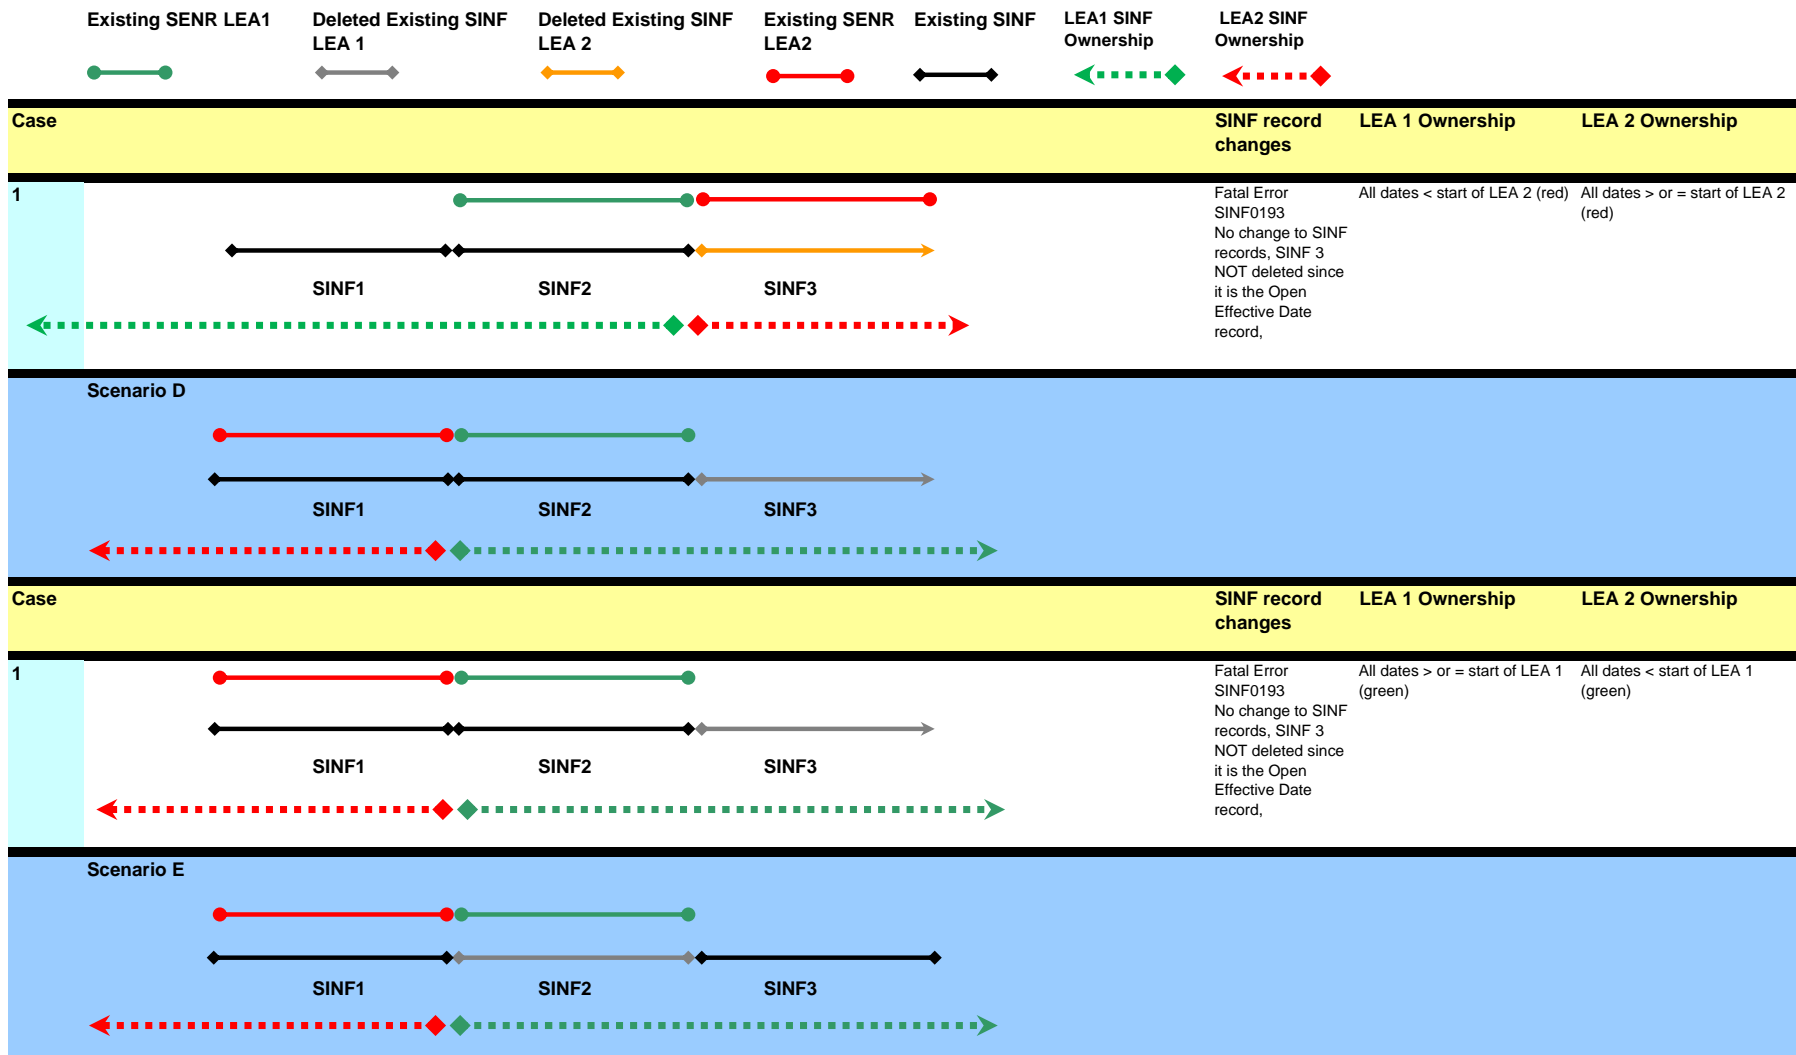 Existing SENR LEA1
Deleted Existing SINF
LEA 1
Deleted Existing SINF
LEA 2
Existing SENR
LEA2
Existing SINF
LEA1 SINF
Ownership
LEA2 SINF
Ownership
Case
SINF record
changes
LEA 1 Ownership
LEA 2 Ownership
1
SINF1
SINF2
SINF3
Fatal Error
SINF0193
No change to SINF
records, SINF 3
NOT deleted since
it is the Open
Effective Date
record,
All dates < start of LEA 2 (red)
All dates > or = start of LEA 2
(red)
Scenario D
SINF1
SINF2
SINF3
Case
SINF record
changes
LEA 1 Ownership
LEA 2 Ownership
1
SINF1
SINF2
SINF3
Fatal Error
SINF0193
No change to SINF
records, SINF 3
NOT deleted since
it is the Open
Effective Date
record,
All dates > or = start of LEA 1
(green)
All dates < start of LEA 1
(green)
Scenario E
SINF1
SINF2
SINF3